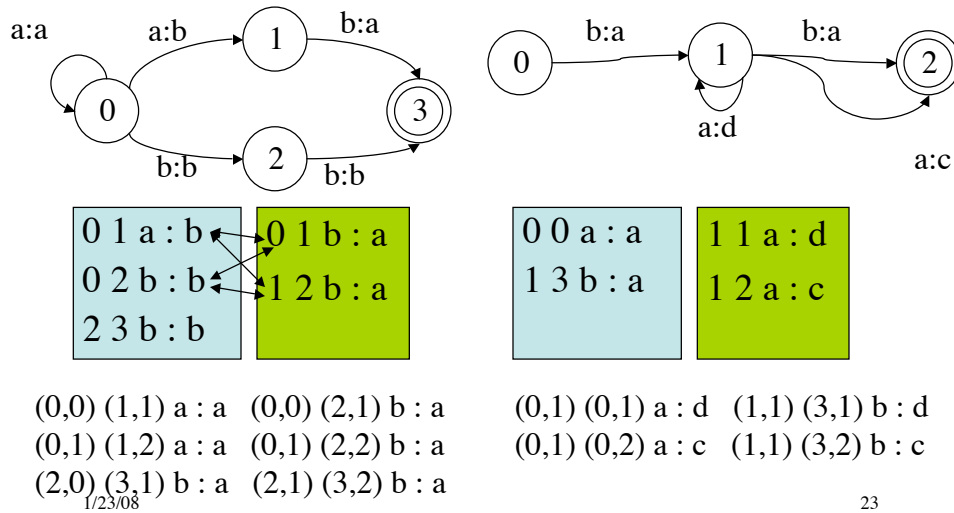 a:a
a:b
1
b:a
0
3
b:b
2
b:b
0
b:a
1
b:a
2
a:d
a:c
0 1 a : b
0 2 b : b
2 3 b : b
0 1 b : a
1 2 b : a
0 0 a : a
1 3 b : a
1 1 a : d
1 2 a : c
(0,0) (1,1) a : a (0,0) (2,1) b : a
(0,1) (1,2) a : a (0,1) (2,2) b : a
(2,0) (3,1) b : a (2,1) (3,2) b : a
(0,1) (0,1) a : d (1,1) (3,1) b : d
(0,1) (0,2) a : c (1,1) (3,2) b : c
1/23/08
23